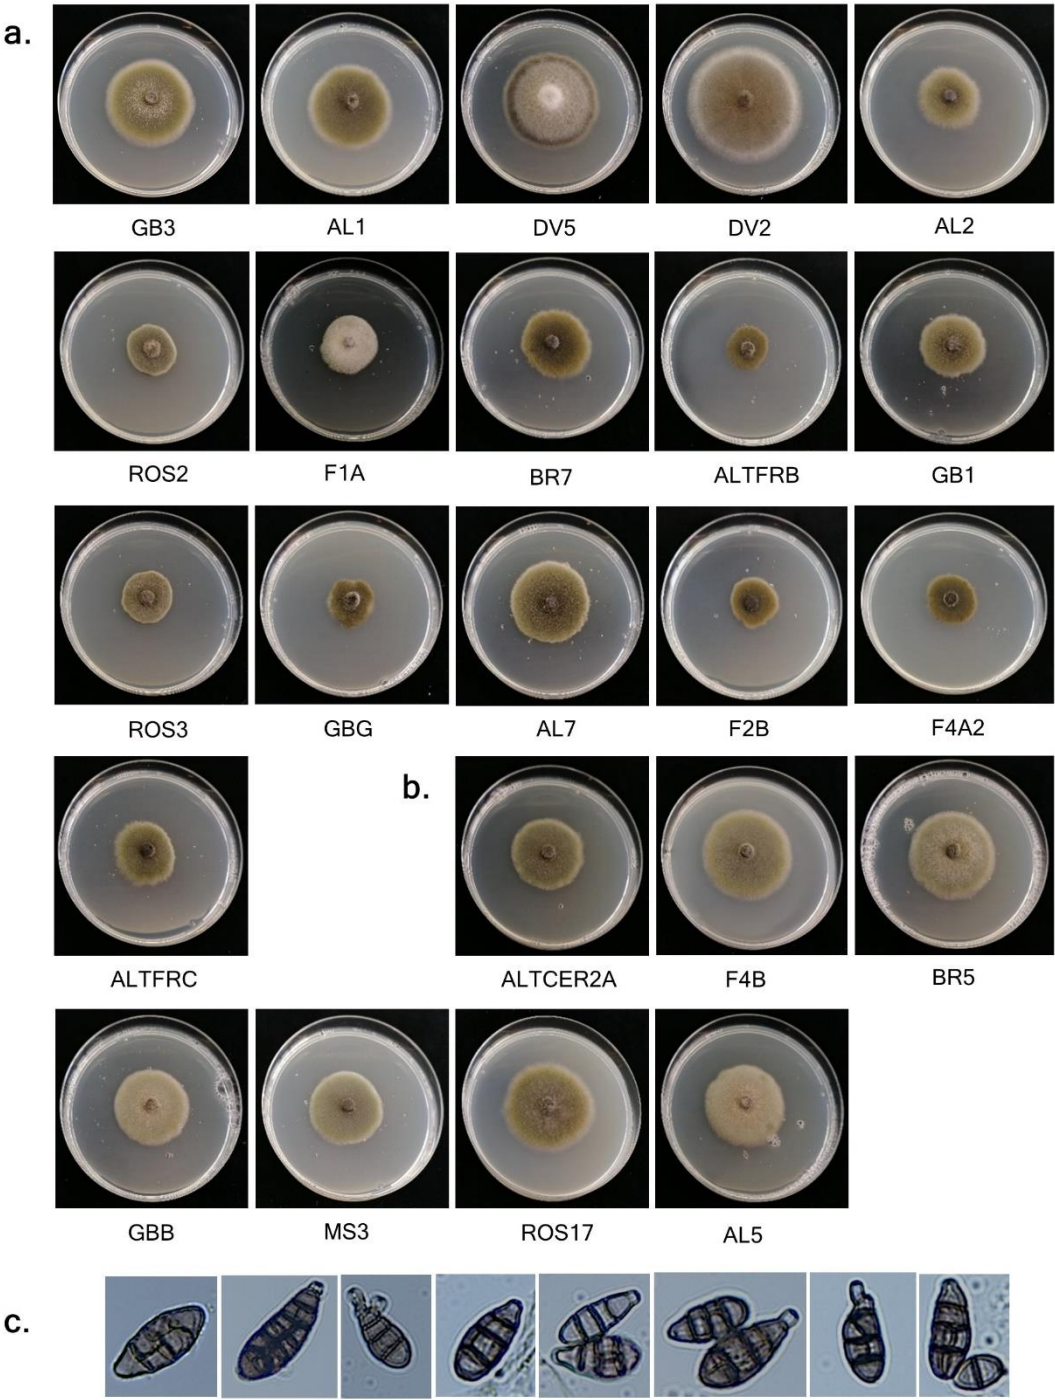 a.
GB3 AL1 DV5 DV2 AL2
ROS2 F1A BR7 ALTFRB GB1
ROS3 GBG AL7 F2B F4A2
b.
ALTFRC ALTCER2A F4B BR5
GBB MS3 ROS17 AL5
c.